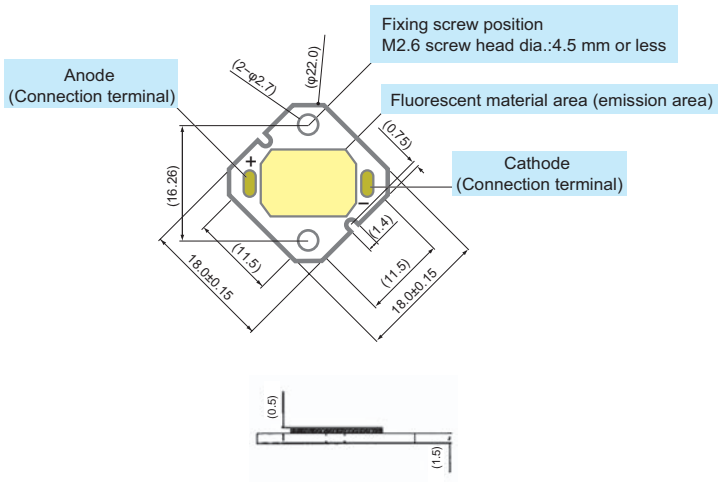 Fixing screw position
M2.6 screw head dia.:4.5 mm or less
(φ22.0)
(2−φ2.7)
Anode
(Connection terminal)
Fluorescent material area (emission area)
(0.75)
Cathode
(Connection terminal)
+
−
(16.26)
(1.4)
(11.5)
(11.5)
18.0±0.15
18.0±0.15
(0.5)
(1.5)